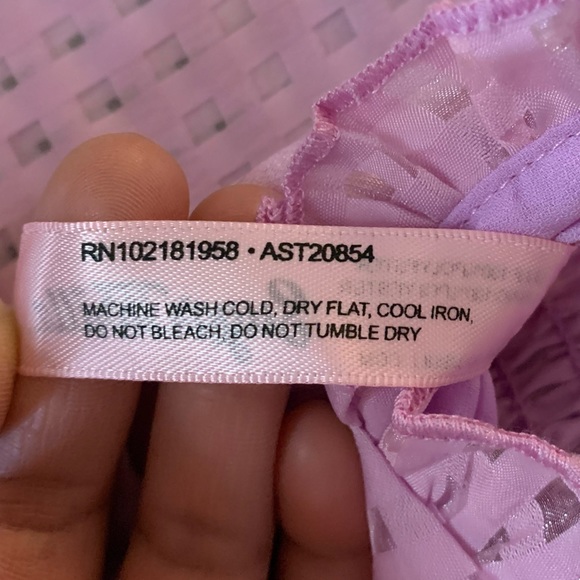 RN102181958 • AST20854
MACHINE WASH COLD, DRY FLAT, COOL IRON,
DO NOT BLEACH, DO NOT TUMBLE DRY